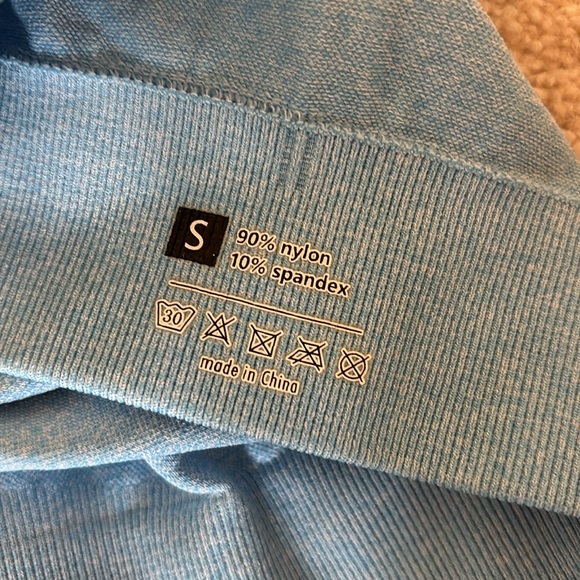 S
90% nylon
10% spandex
30
made in China